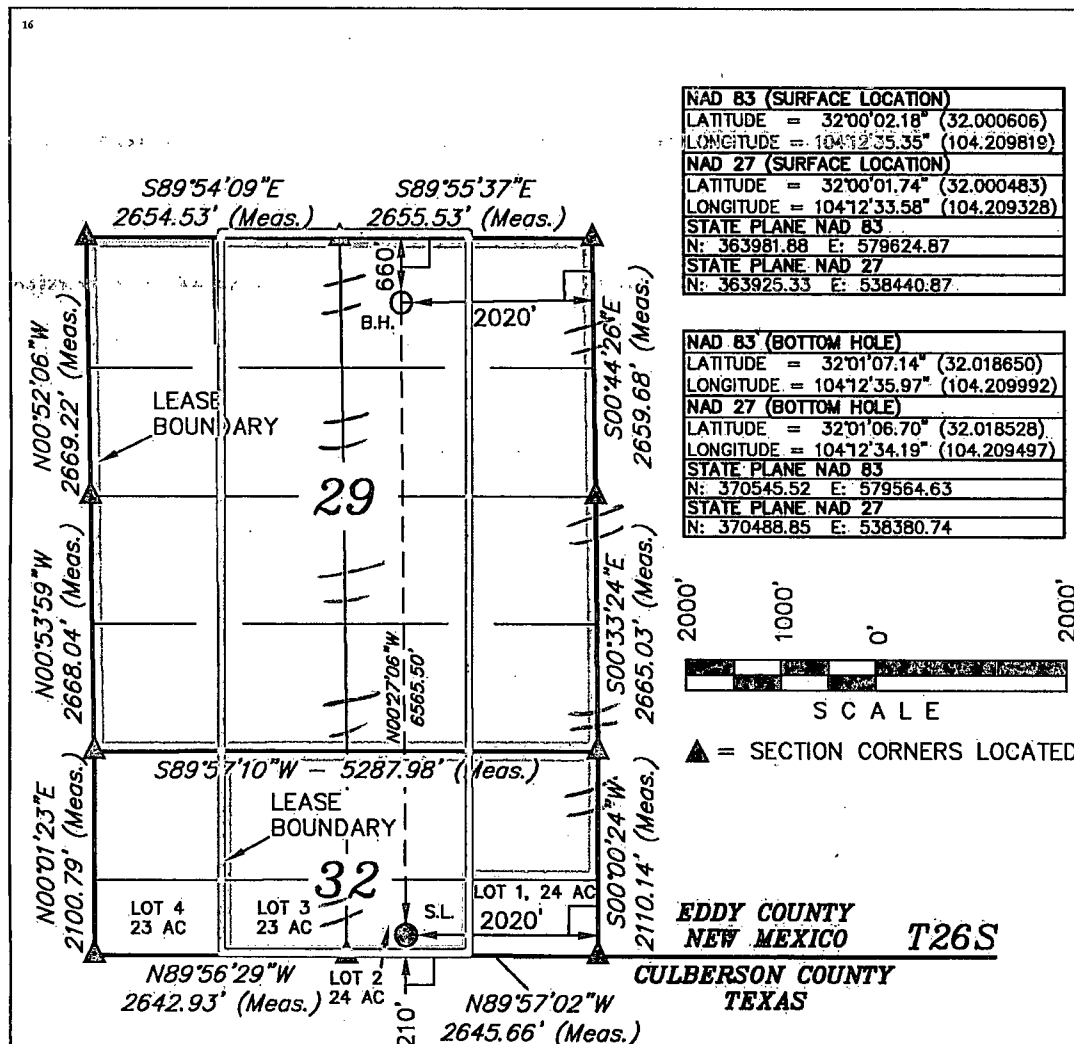 16
NAD 83 (SURFACE LOCATION)
LATITUDE = 32°00'02.18" (32.000606)
LONGITUDE = 104°12'35.35" (104.209819)
NAD 27 (SURFACE LOCATION)
LATITUDE = 32°00'01.74" (32.000483)
LONGITUDE = 104°12'33.58" (104.209328)
STATE PLANE NAD 83
N: 363981.88 E: 579624.87
STATE PLANE NAD 27
N: 363925.33 E: 538440.87
NAD 83 (BOTTOM HOLE)
LATITUDE = 32°01'07.14" (32.018650)
LONGITUDE = 104°12'35.97" (104.209992)
NAD 27 (BOTTOM HOLE)
LATITUDE = 32°01'06.70" (32.018528)
LONGITUDE = 104°12'34.19" (104.209497)
STATE PLANE NAD 83
N: 370545.52 E: 579564.63
STATE PLANE NAD 27
N: 370488.85 E: 538380.74
S89°54'09"E
2654.53' (Meas.)
S89°55'37"E
2655.53' (Meas.)
660'
B.H.
2020'
N00°52'06"W
2669.22' (Meas.)
S00°44'26"E
2659.68' (Meas.)
LEASE
BOUNDARY
29
N00°53'59"W
2668.04' (Meas.)
S00°33'24"E
2665.03' (Meas.)
N00°27'06"W
6565.50'
2000'
1000'
0'
2000'
SCALE
▲ = SECTION CORNERS LOCATED
S89°57'10"W – 5287.98' (Meas.)
LEASE
BOUNDARY
N00°01'23"E
2100.79' (Meas.)
S00°00'24"W
2110.14' (Meas.)
32
LOT 4
23 AC
LOT 3
23 AC
S.L.
LOT 1, 24 AC
2020'
EDDY COUNTY
NEW MEXICO
T26S
CULBERSON COUNTY
TEXAS
N89°56'29"W
2642.93' (Meas.)
LOT 2
24 AC
210'
N89°57'02"W
2645.66' (Meas.)